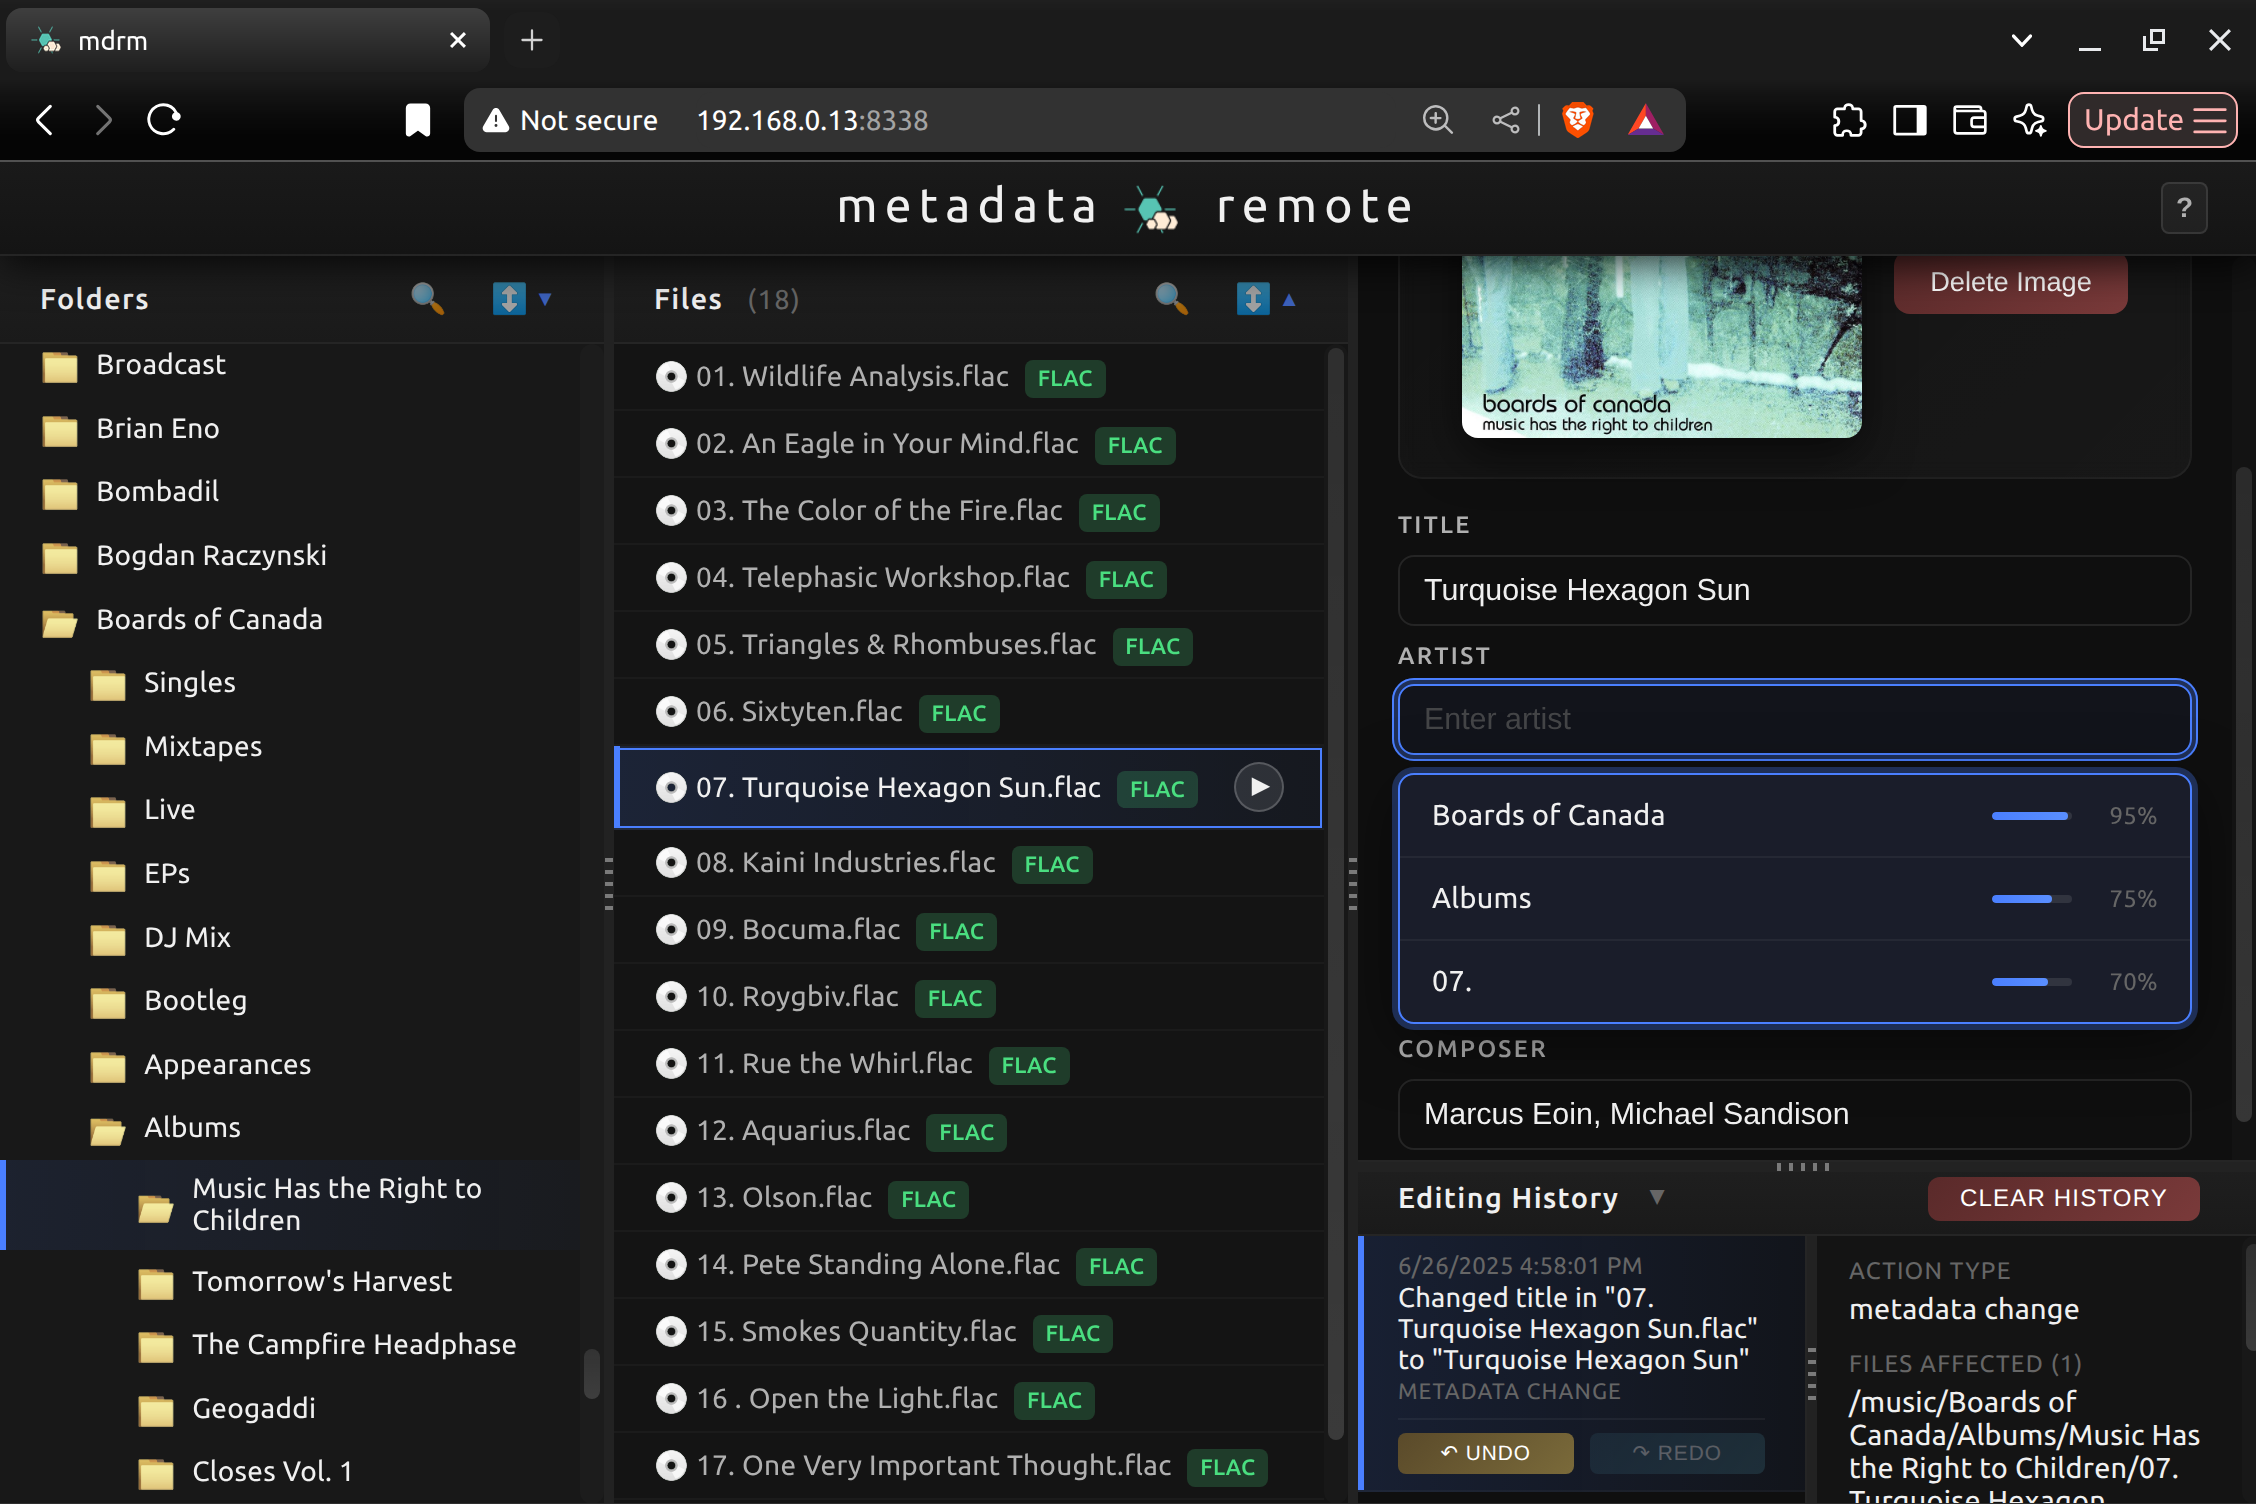 mdrm
Not secure 192.168.0.13:8338
Update
metadata remote
?
Folders
Broadcast
Brian Eno
Bombadil
Bogdan Raczynski
Boards of Canada
Singles
Mixtapes
Live
EPs
DJ Mix
Bootleg
Appearances
Albums
Music Has the Right to
Children
Tomorrow's Harvest
The Campfire Headphase
Geogaddi
Closes Vol. 1
Files (18)
01. Wildlife Analysis.flac FLAC
02. An Eagle in Your Mind.flac FLAC
03. The Color of the Fire.flac FLAC
04. Telephasic Workshop.flac FLAC
05. Triangles & Rhombuses.flac FLAC
06. Sixtyten.flac FLAC
07. Turquoise Hexagon Sun.flac FLAC
08. Kaini Industries.flac FLAC
09. Bocuma.flac FLAC
10. Roygbiv.flac FLAC
11. Rue the Whirl.flac FLAC
12. Aquarius.flac FLAC
13. Olson.flac FLAC
14. Pete Standing Alone.flac FLAC
15. Smokes Quantity.flac FLAC
16 . Open the Light.flac FLAC
17. One Very Important Thought.flac FLAC
boards of canada
music has the right to children
Delete Image
TITLE
Turquoise Hexagon Sun
ARTIST
Enter artist
Boards of Canada 95%
Albums 75%
07. 70%
COMPOSER
Marcus Eoin, Michael Sandison
Editing History
CLEAR HISTORY
6/26/2025 4:58:01 PM
Changed title in "07.
Turquoise Hexagon Sun.flac"
to "Turquoise Hexagon Sun"
METADATA CHANGE
UNDO
REDO
ACTION TYPE
metadata change
FILES AFFECTED (1)
/music/Boards of
Canada/Albums/Music Has
the Right to Children/07.
Turquoise Hexagon